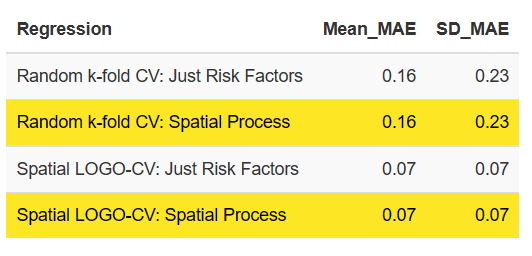 Regression Mean_MAE SD_MAE
Random k-fold CV: Just Risk Factors 0.16 0.23
Random k-fold CV: Spatial Process 0.16 0.23
Spatial LOGO-CV: Just Risk Factors 0.07 0.07
Spatial LOGO-CV: Spatial Process 0.07 0.07